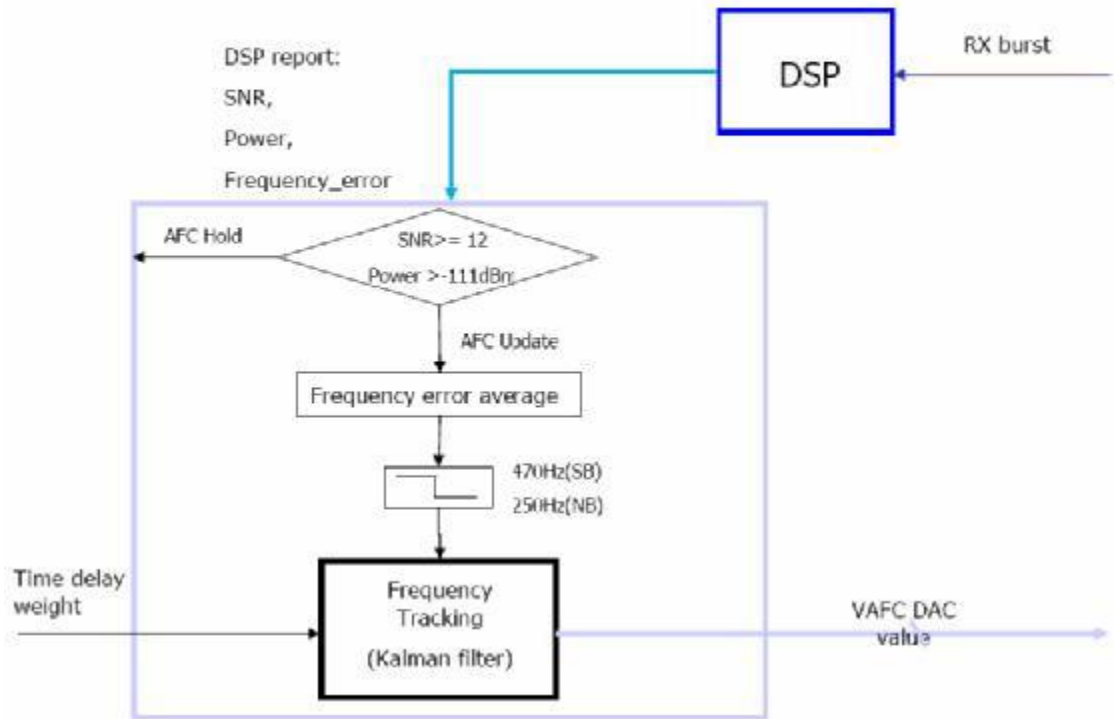 RX burst
DSP
DSP report:
SNR,
Power,
Frequency_error
AFC Hold
SNR>= 12
Power >-111dBm
AFC Update
Frequency error average
470Hz(SB)
250Hz(NB)
Time delay
weight
Frequency
Tracking
(Kalman filter)
VAFC DAC
value